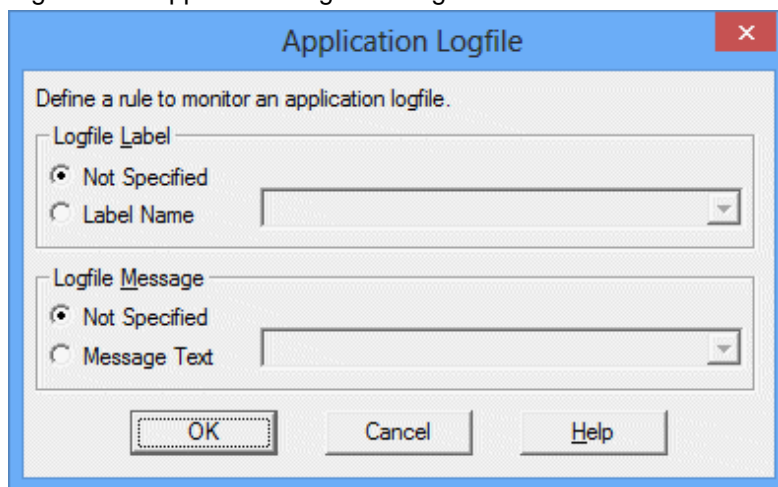 Application Logfile
Define a rule to monitor an application logfile.
Logfile Label
Not Specified
Label Name
Logfile Message
Not Specified
Message Text
OK Cancel Help